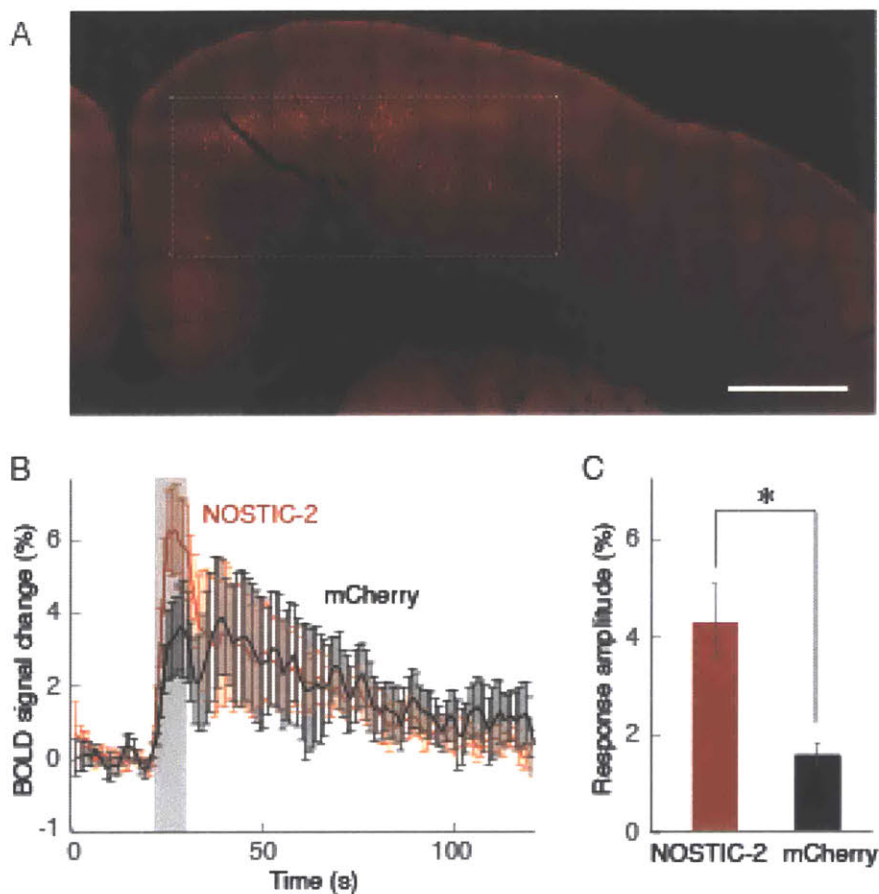 A
B
NOSTIC-2
mCherry
BOLD signal change (%)
6
4
2
0
-1
0
50
100
Time (s)
C
*
Response amplitude (%)
6
4
2
0
NOSTIC-2
mCherry